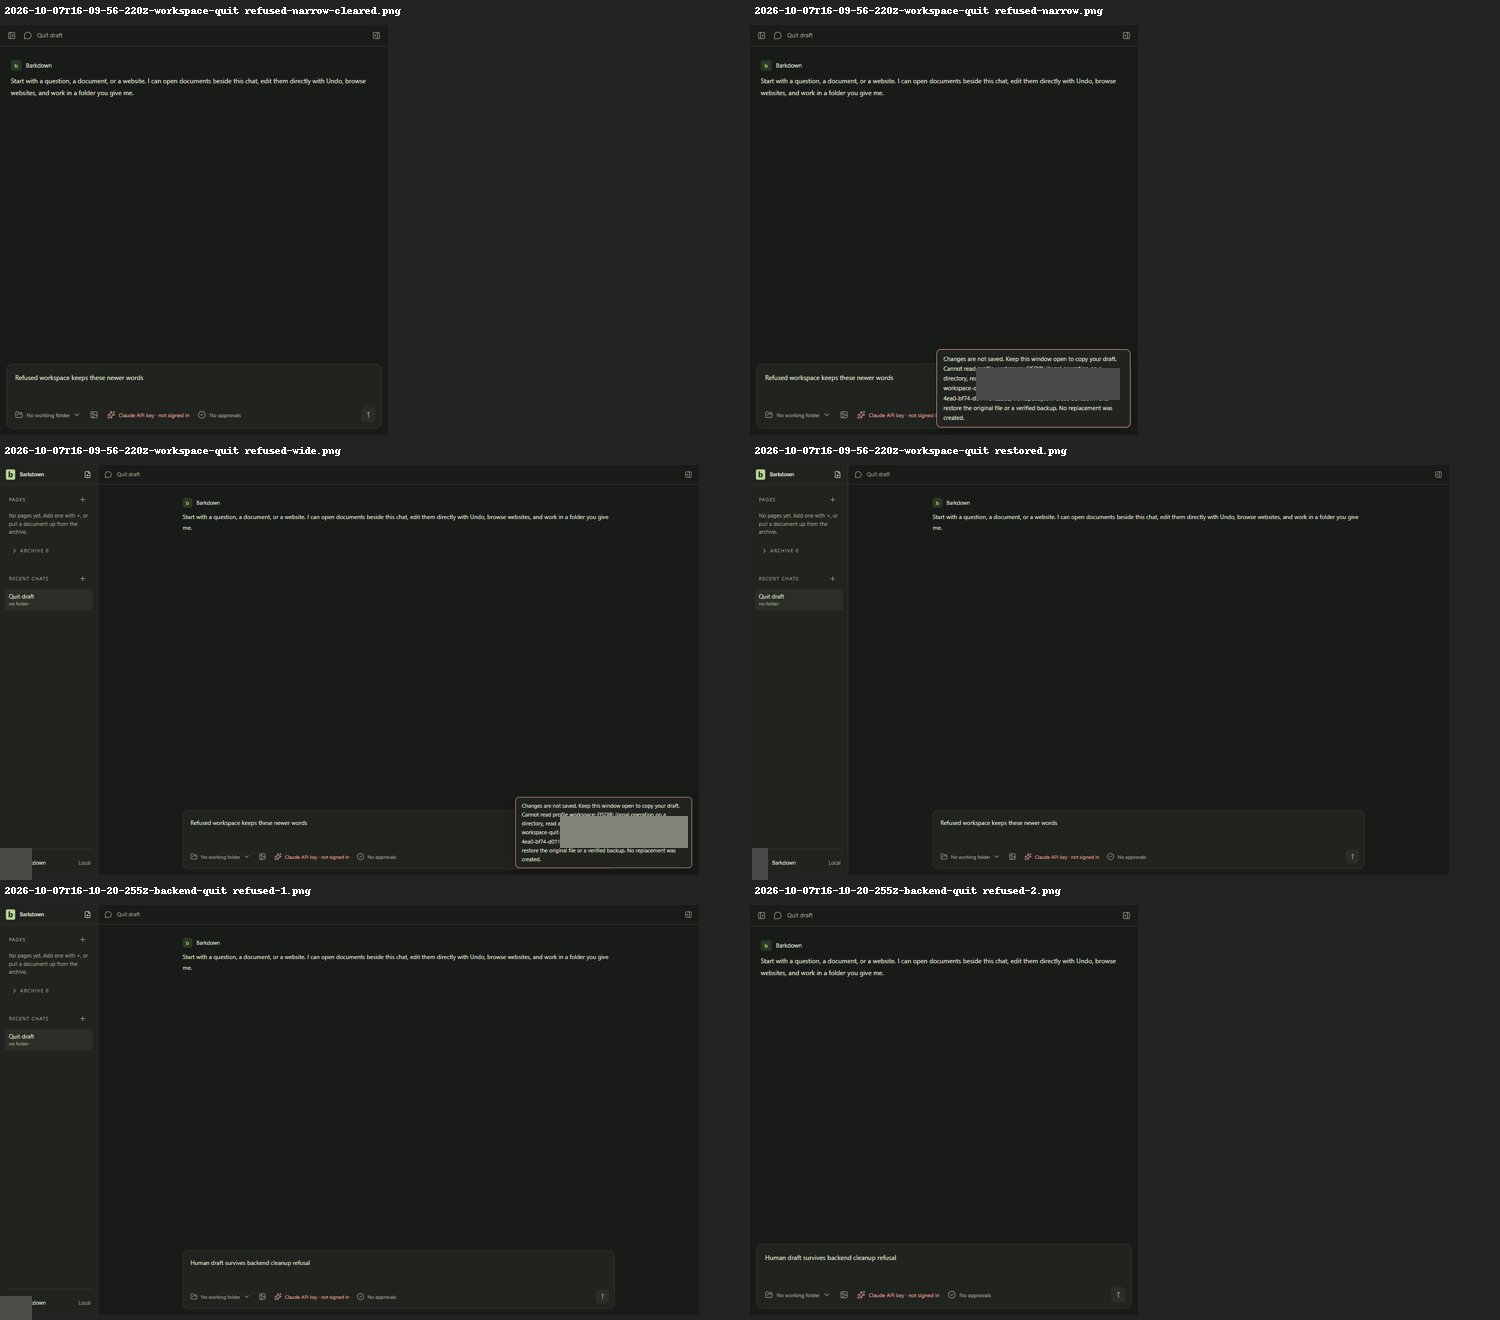 2026-10-07T16-09-56-220z-workspace-quit refused-narrow-cleared.png
Quit draft
b Barkdown
Start with a question, a document, or a website. I can open documents beside this chat, edit them directly with Undo, browse
websites, and work in a folder you give me.
Refused workspace keeps these newer words
No working folder
Claude API key · not signed in
No approvals
2026-10-07T16-09-56-220z-workspace-quit refused-narrow.png
Quit draft
b Barkdown
Start with a question, a document, or a website. I can open documents beside this chat, edit them directly with Undo, browse
websites, and work in a folder you give me.
Refused workspace keeps these newer words
No working folder
Claude API key · not signed in
Changes are not saved. Keep this window open to copy your draft.
Cannot read
directory,
restore the original file or a verified backup. No replacement was
created.
2026-10-07T16-09-56-220z-workspace-quit refused-wide.png
b Barkdown
PAGES
No pages yet. Add one with +, or
pull a document up from the
archive.
ARCHIVE 0
RECENT CHATS
Quit draft
no folder ·
Quit draft
b Barkdown
Start with a question, a document, or a website. I can open documents beside this chat, edit them directly with Undo, browse websites, and work in a folder you give
me.
Refused workspace keeps these newer words
No working folder
Claude API key · not signed in
No approvals
Changes are not saved. Keep this window open to copy your draft.
Cannot read profile workspace: EISDIR: illegal operation on a
directory, read
workspace-quit-
restore the original file or a verified backup. No replacement was
created.
Local
2026-10-07T16-09-56-220z-workspace-quit restored.png
b Barkdown
PAGES
No pages yet. Add one with +, or
pull a document up from the
archive.
ARCHIVE 0
RECENT CHATS
Quit draft
no folder ·
Quit draft
b Barkdown
Start with a question, a document, or a website. I can open documents beside this chat, edit them directly with Undo, browse websites, and work in a folder you give
me.
Refused workspace keeps these newer words
No working folder
Claude API key · not signed in
No approvals
Barkdown
Local
2026-10-07T16-10-20-255z-backend-quit refused-1.png
b Barkdown
PAGES
No pages yet. Add one with +, or
pull a document up from the
archive.
ARCHIVE 0
RECENT CHATS
Quit draft
no folder ·
Quit draft
b Barkdown
Start with a question, a document, or a website. I can open documents beside this chat, edit them directly with Undo, browse websites, and work in a folder you give
me.
Human draft survives backend cleanup refusal
No working folder
Claude API key · not signed in
No approvals
Local
2026-10-07T16-10-20-255z-backend-quit refused-2.png
Quit draft
b Barkdown
Start with a question, a document, or a website. I can open documents beside this chat, edit them directly with Undo, browse
websites, and work in a folder you give me.
Human draft survives backend cleanup refusal
No working folder
Claude API key · not signed in
No approvals